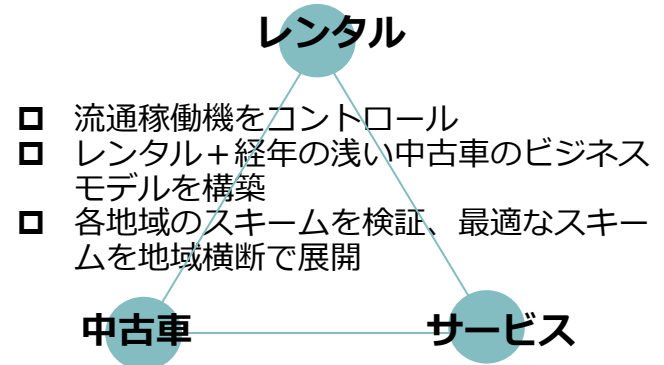 レンタル
流通稼働機をコントロール
レンタル＋経年の浅い中古車のビジネス
モデルを構築
各地域のスキームを検証、最適なスキー
ムを地域横断で展開
中古車
サービス